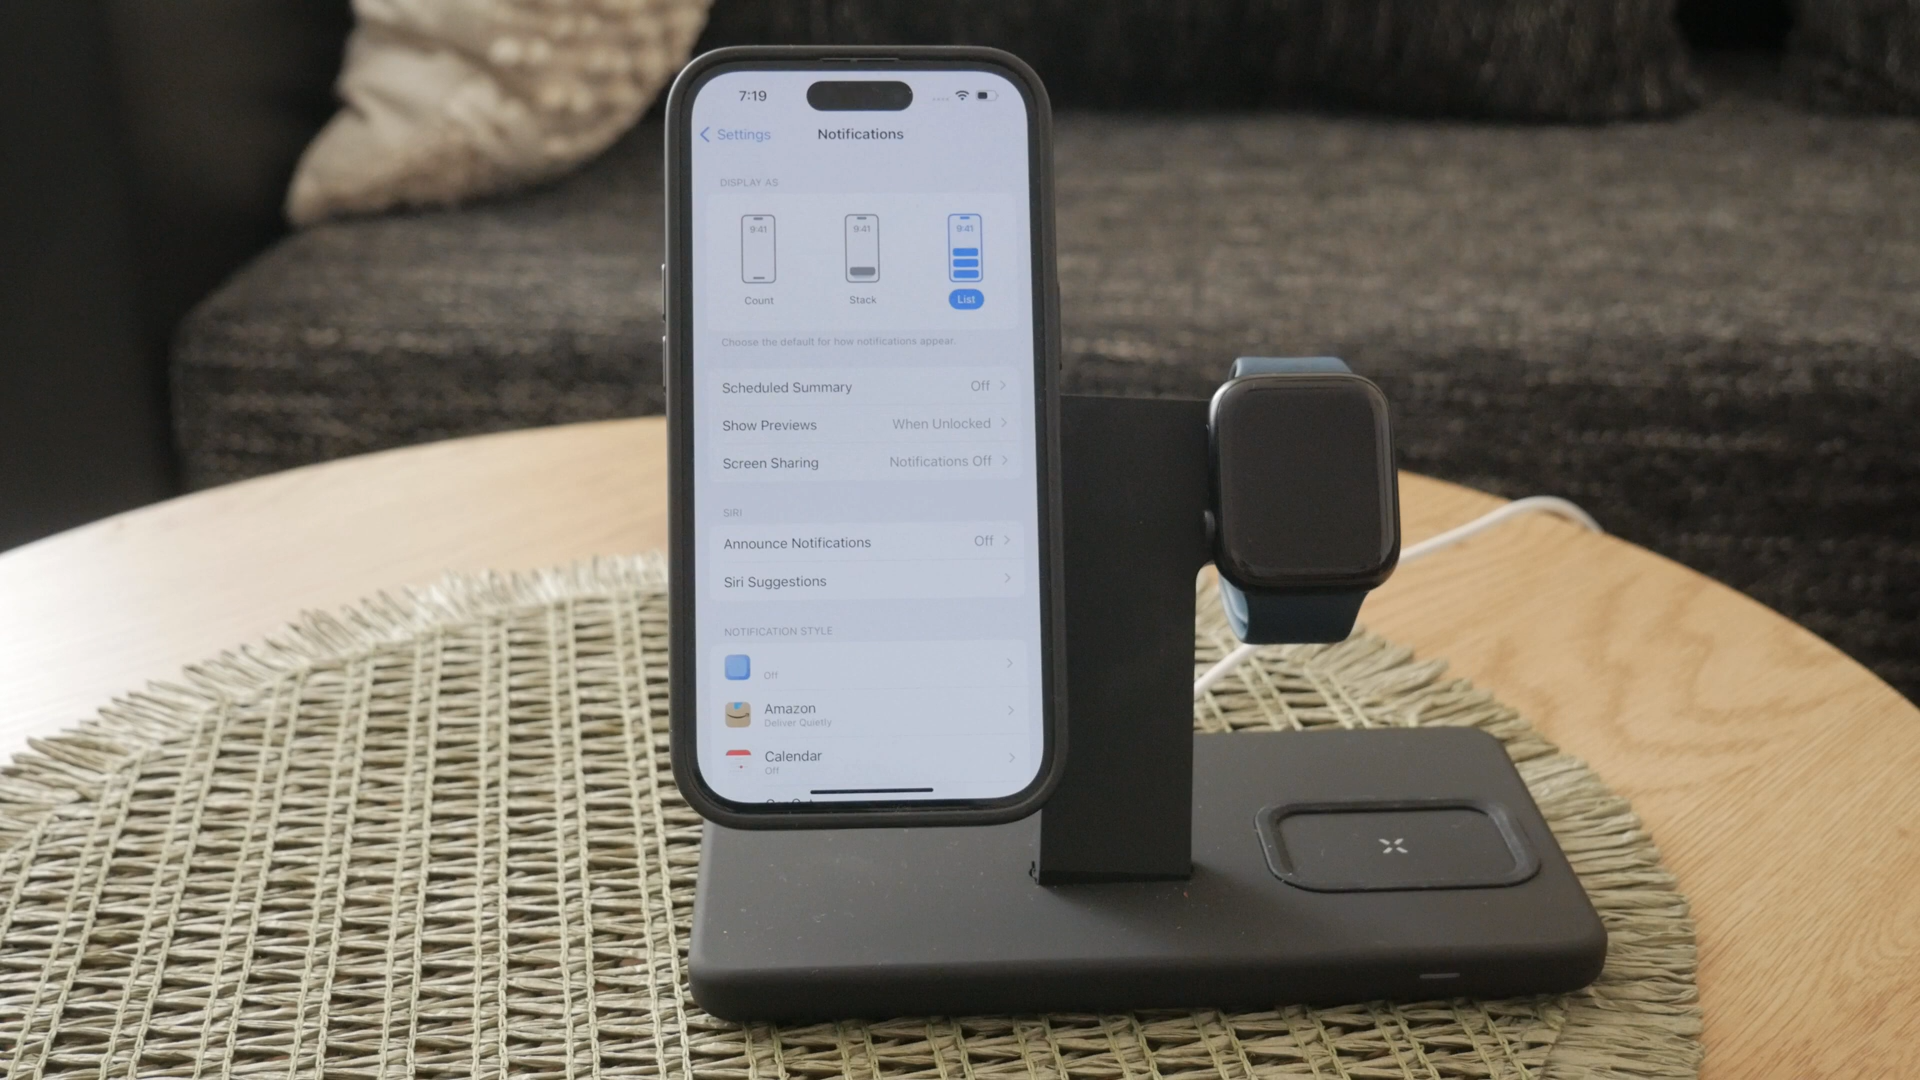 7:19
Settings Notifications
DISPLAY AS
9:41 9:41 9:41
Count Stack List
Choose the default for how notifications appear.
Scheduled Summary Off
Show Previews When Unlocked
Screen Sharing Notifications Off
SIRI
Announce Notifications Off
Siri Suggestions
NOTIFICATION STYLE
Off
Amazon
Deliver Quietly
Calendar
Off